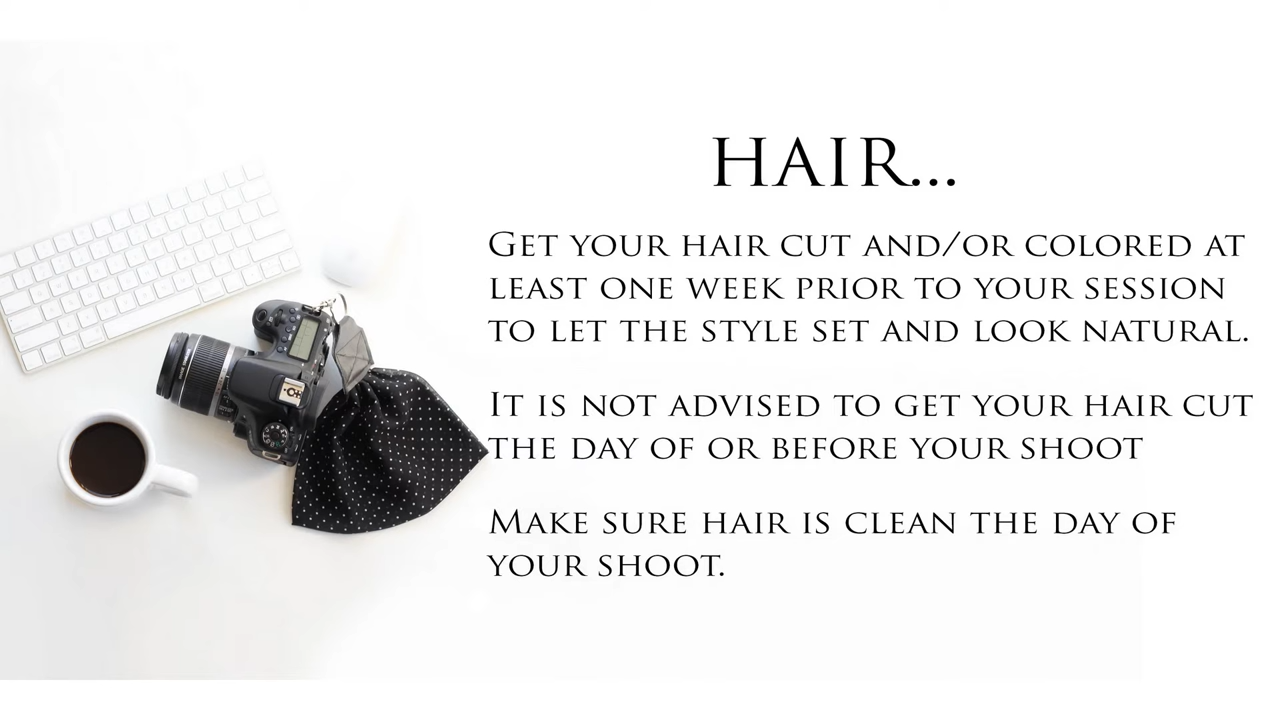 HAIR...
GET YOUR HAIR CUT AND/OR COLORED AT
LEAST ONE WEEK PRIOR TO YOUR SESSION
TO LET THE STYLE SET AND LOOK NATURAL.
IT IS NOT ADVISED TO GET YOUR HAIR CUT
THE DAY OF OR BEFORE YOUR SHOOT
MAKE SURE HAIR IS CLEAN THE DAY OF
YOUR SHOOT.